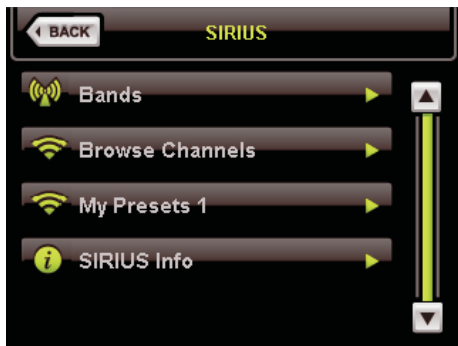 BACK
SIRIUS
Bands
Browse Channels
My Presets 1
SIRIUS Info